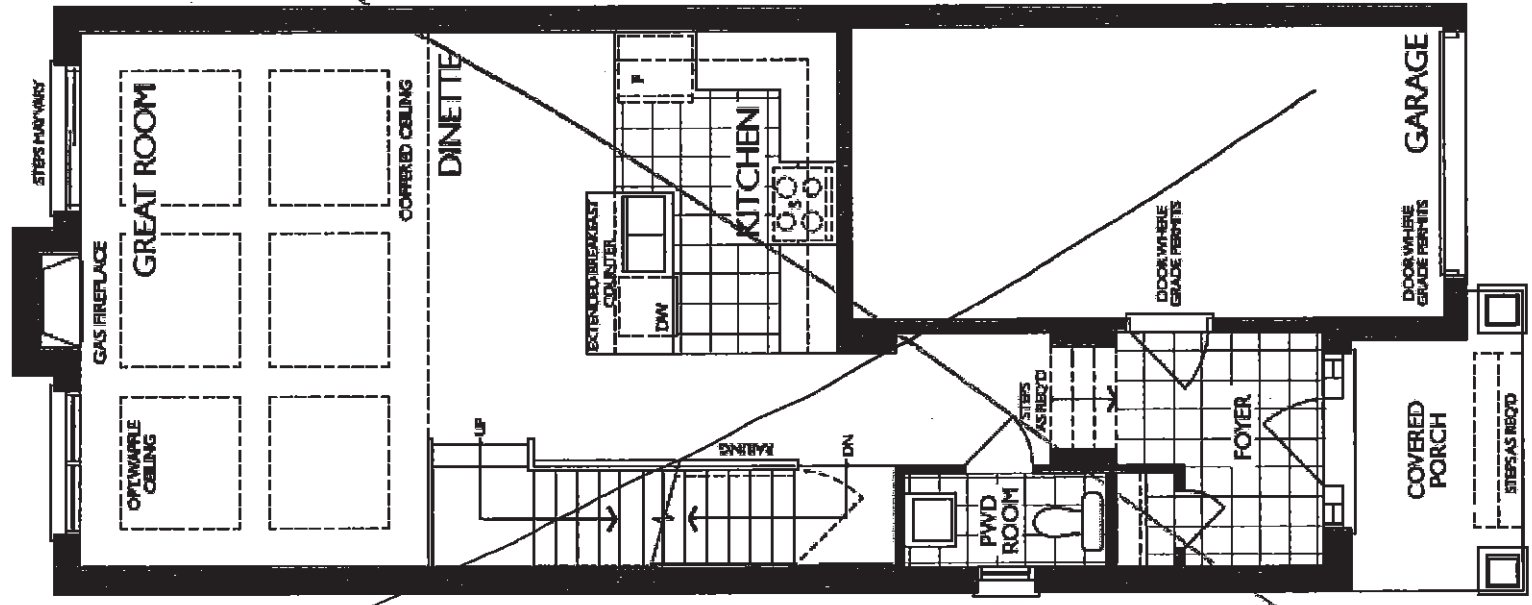 STEPS MAY VARY
GAS FIREPLACE
GREAT ROOM
OPT. WAFFLE
CEILING
COFFERED CEILING
DINETTE
UP
RAILING
DN
F
KITCHEN
S
EXTENDED BREAKFAST
COUNTER
DW
PWD
ROOM
STEPS
AS REQ'D
FOYER
DOOR WHERE
GRADE PERMITS
GARAGE
DOOR WHERE
GRADE PERMITS
COVERED
PORCH
STEPS AS REQ'D